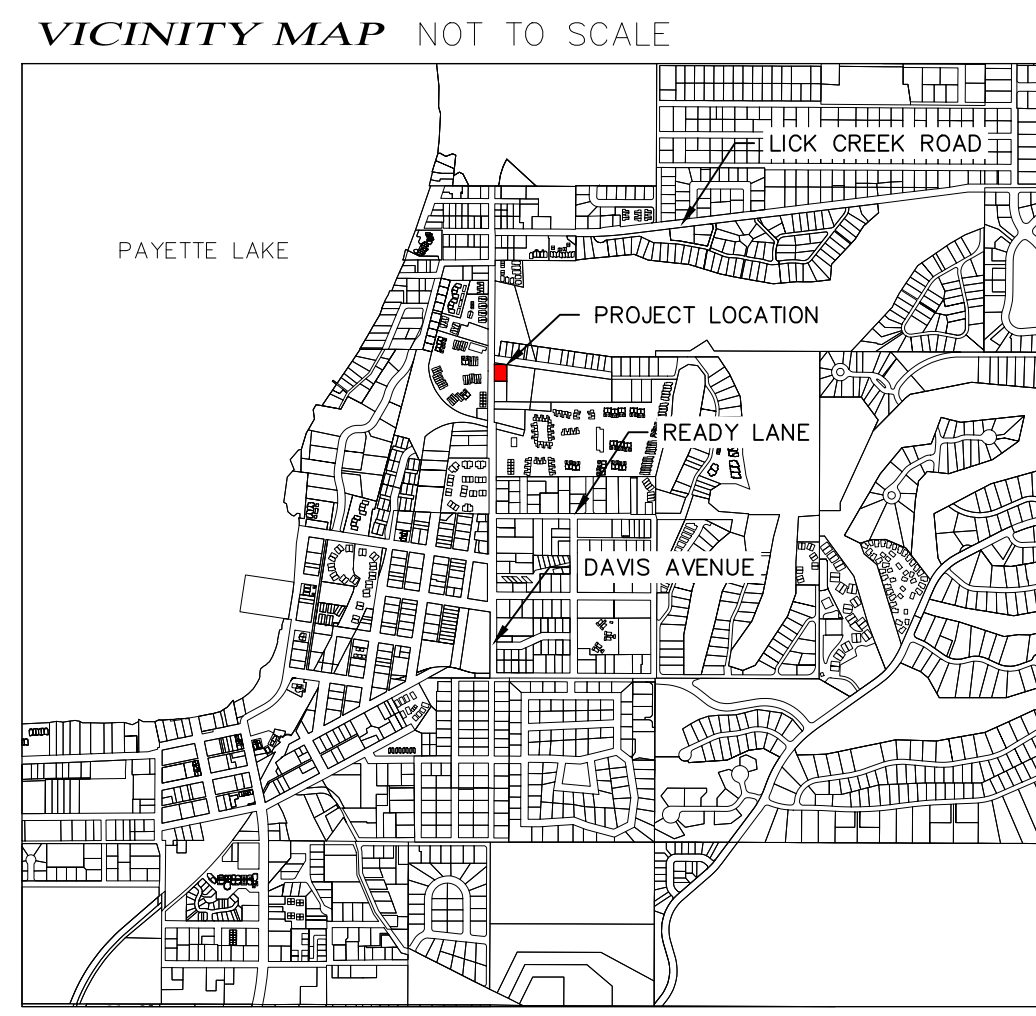 VICINITY MAP NOT TO SCALE
LICK CREEK ROAD
PAYETTE LAKE
PROJECT LOCATION
READY LANE
DAVIS AVENUE